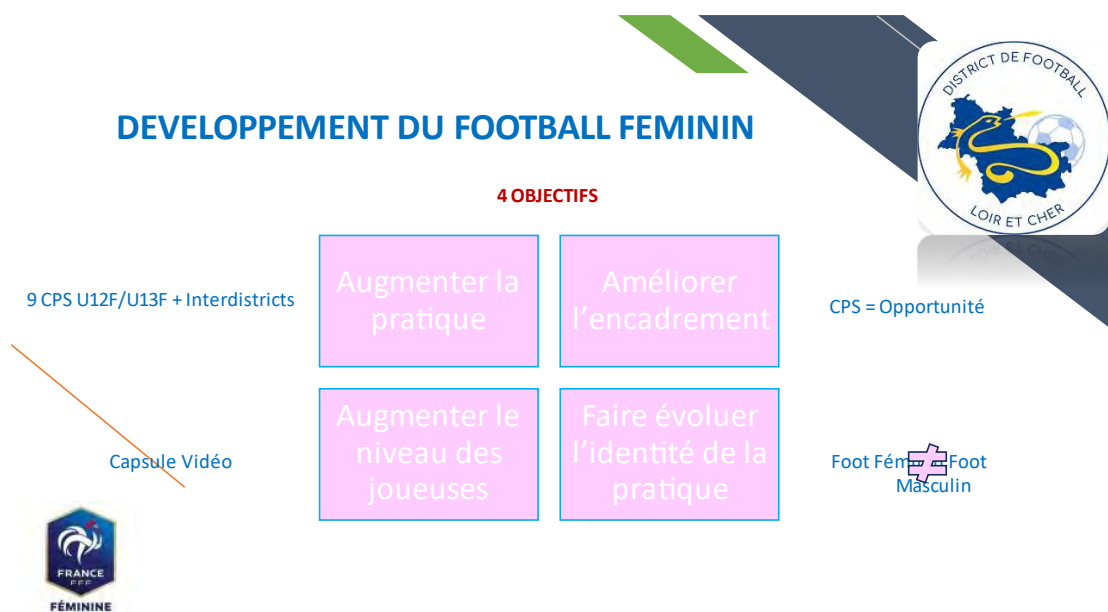 DISTRICT DE FOOTBALL
LOIR ET CHER
DEVELOPPEMENT DU FOOTBALL FEMININ
4 OBJECTIFS
9 CPS U12F/U13F + Interdistricts
Augmenter la
pratique
Améliorer
l'encadrement
CPS = Opportunité
Capsule Vidéo
Augmenter le
niveau des
joueuses
Faire évoluer
l'identité de la
pratique
Foot ≠ Foot
Masculin
FRANCE
FFF
FÉMININE